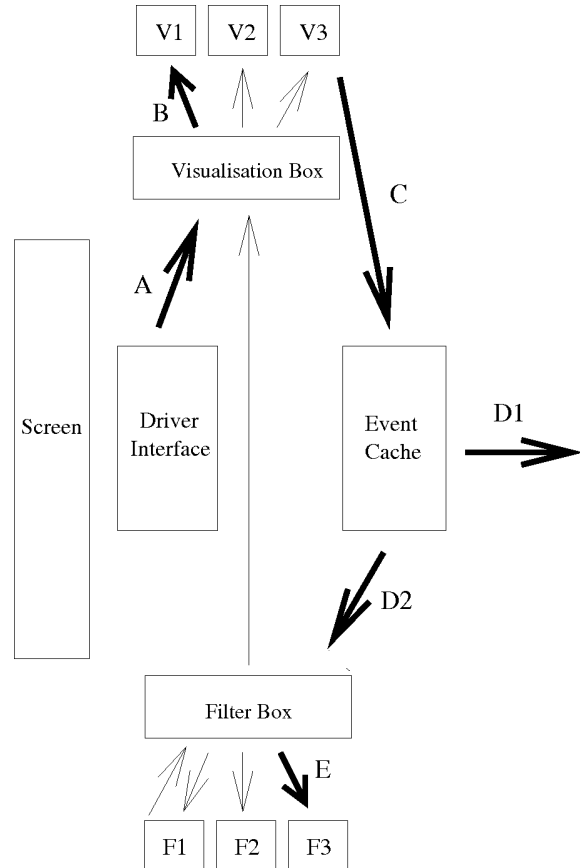 V1 V2 V3
B
Visualisation Box
C
A
Screen
Driver
Interface
Event
Cache
D1
D2
Filter Box
E
F1 F2 F3